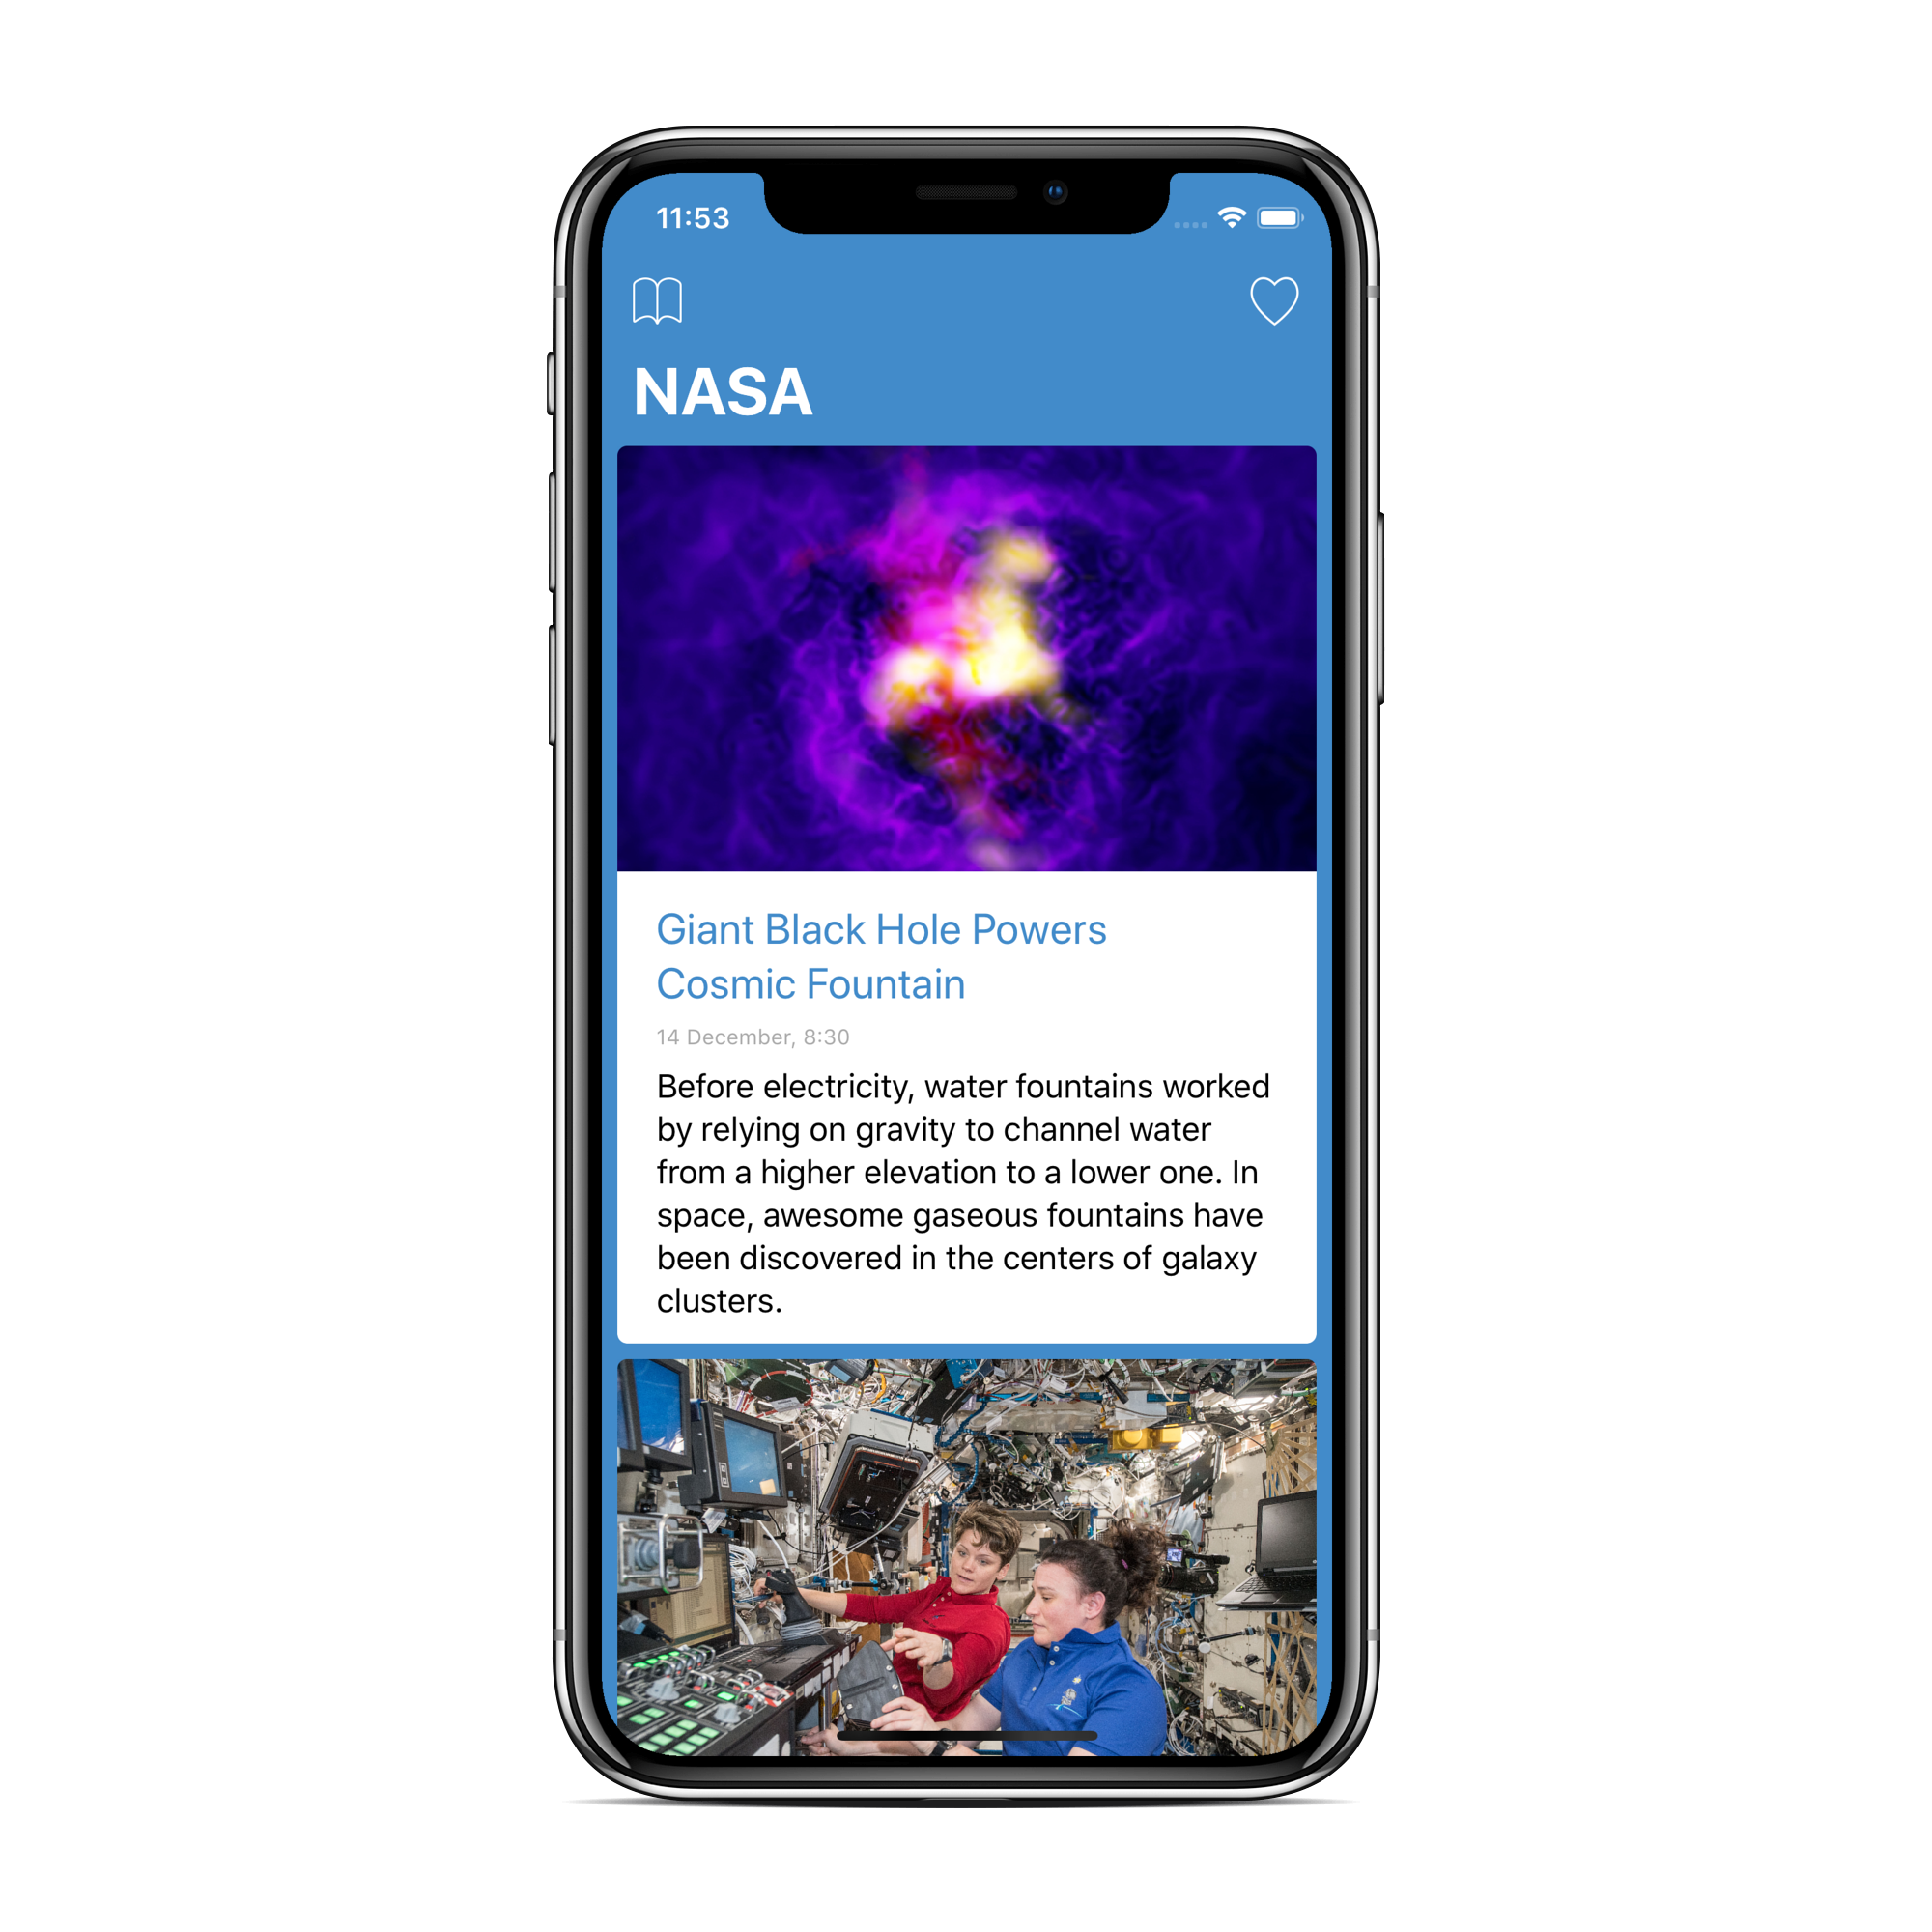 11:53
NASA
Giant Black Hole Powers
Cosmic Fountain
14 December, 8:30
Before electricity, water fountains worked
by relying on gravity to channel water
from a higher elevation to a lower one. In
space, awesome gaseous fountains have
been discovered in the centers of galaxy
clusters.